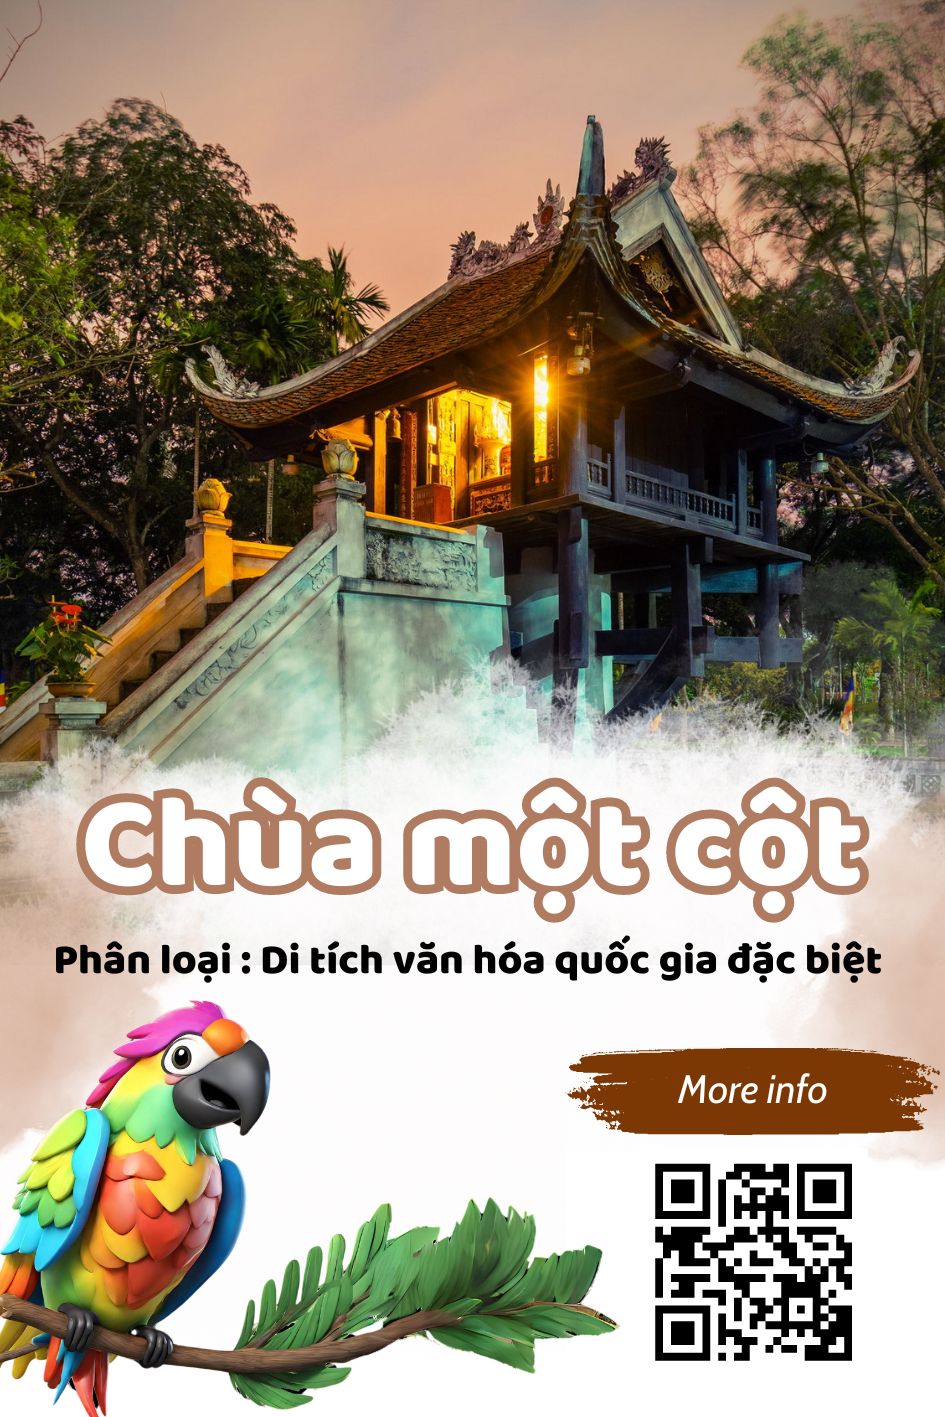 Chùa một cột
Phân loại : Di tích văn hóa quốc gia đặc biệt
More info